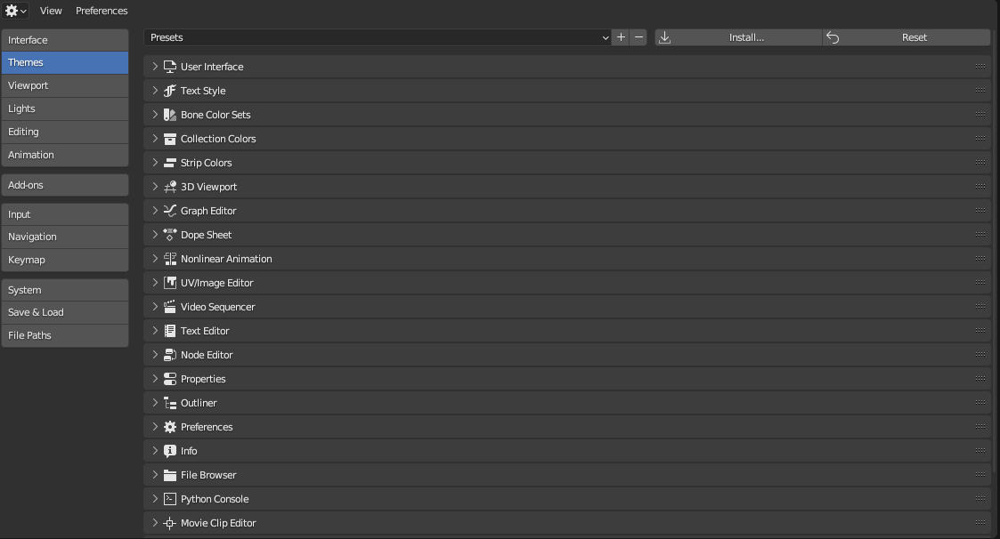 View Preferences
Interface
Themes
Viewport
Lights
Editing
Animation
Add-ons
Input
Navigation
Keymap
System
Save & Load
File Paths
Presets
Install...
Reset
User Interface
Text Style
Bone Color Sets
Collection Colors
Strip Colors
3D Viewport
Graph Editor
Dope Sheet
Nonlinear Animation
UV/Image Editor
Video Sequencer
Text Editor
Node Editor
Properties
Outliner
Preferences
Info
File Browser
Python Console
Movie Clip Editor